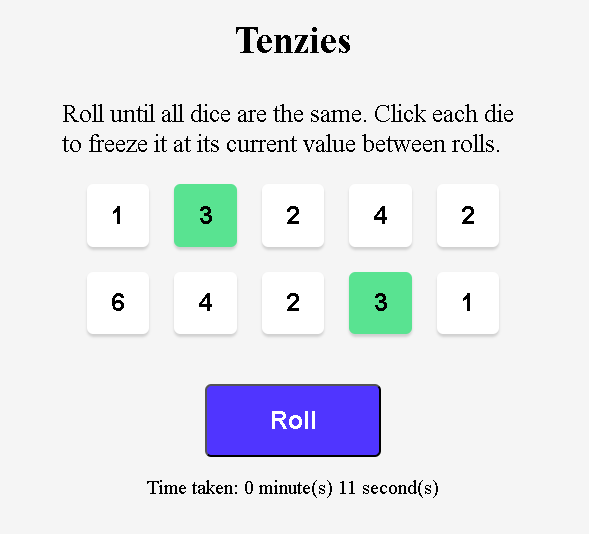 Tenzies
Roll until all dice are the same. Click each die
to freeze it at its current value between rolls.
1 3 2 4 2
6 4 2 3 1
Roll
Time taken: 0 minute(s) 11 second(s)